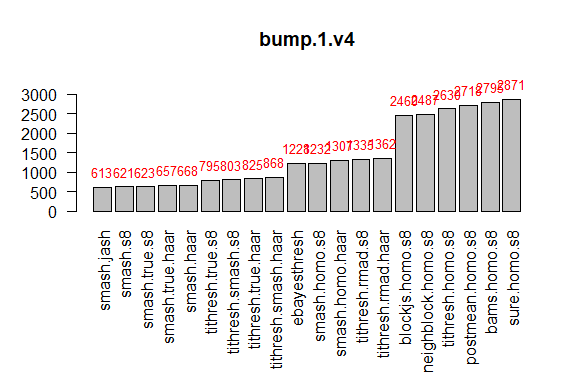 bump.1.v4
3000
2500
2000
1500
1000
500
0
613 621 623 657 668 795 803 825 868 1232 1307 1335 1362 2487 2718 2795 2871
smash.jash
smash.s8
smash.true.s8
smash.true.haar
smash.haar
tithresh.true.s8
tithresh.smash.s8
tithresh.true.haar
tithresh.smash.haar
ebayesthresh
smash.homo.s8
smash.homo.haar
tithresh.rmad.s8
tithresh.rmad.haar
blockjs.homo.s8
neighblock.homo.s8
tithresh.homo.s8
postmean.homo.s8
bams.homo.s8
sure.homo.s8